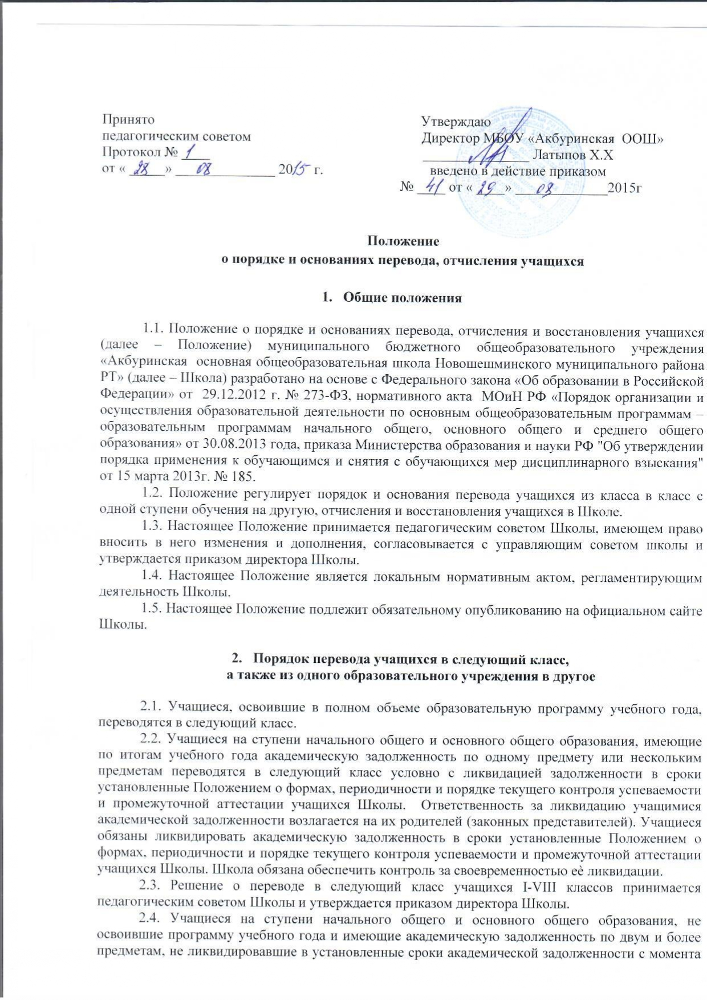 Принято
педагогическим советом
Протокол № 1
от « 28 » 08 2015 г.
Утверждаю
Директор МБОУ «Акбуринская ООШ»
Латыпов Х.Х
введено в действие приказом
№ 41 от « 29 » 08 2015г
Положение
о порядке и основаниях перевода, отчисления учащихся
1. Общие положения
1.1. Положение о порядке и основаниях перевода, отчисления и восстановления учащихся
(далее – Положение) муниципального бюджетного общеобразовательного учреждения
«Акбуринская основная общеобразовательная школа Новошешминского муниципального района
РТ» (далее – Школа) разработано на основе с Федерального закона «Об образовании в Российской
Федерации» от 29.12.2012 г. № 273-ФЗ, нормативного акта МОиН РФ «Порядок организации и
осуществления образовательной деятельности по основным общеобразовательным программам –
образовательным программам начального общего, основного общего и среднего общего
образования» от 30.08.2013 года, приказа Министерства образования и науки РФ "Об утверждении
порядка применения к обучающимся и снятия с обучающихся мер дисциплинарного взыскания"
от 15 марта 2013г. № 185.
1.2. Положение регулирует порядок и основания перевода учащихся из класса в класс с
одной ступени обучения на другую, отчисления и восстановления учащихся в Школе.
1.3. Настоящее Положение принимается педагогическим советом Школы, имеющем право
вносить в него изменения и дополнения, согласовывается с управляющим советом школы и
утверждается приказом директора Школы.
1.4. Настоящее Положение является локальным нормативным актом, регламентирующим
деятельность Школы.
1.5. Настоящее Положение подлежит обязательному опубликованию на официальном сайте
Школы.
2. Порядок перевода учащихся в следующий класс,
а также из одного образовательного учреждения в другое
2.1. Учащиеся, освоившие в полном объеме образовательную программу учебного года,
переводятся в следующий класс.
2.2. Учащиеся на ступени начального общего и основного общего образования, имеющие
по итогам учебного года академическую задолженность по одному предмету или нескольким
предметам переводятся в следующий класс условно с ликвидацией задолженности в сроки
установленные Положением о формах, периодичности и порядке текущего контроля успеваемости
и промежуточной аттестации учащихся Школы. Ответственность за ликвидацию учащимися
академической задолженности возлагается на их родителей (законных представителей). Учащиеся
обязаны ликвидировать академическую задолженность в сроки установленные Положением о
формах, периодичности и порядке текущего контроля успеваемости и промежуточной аттестации
учащихся Школы. Школа обязана обеспечить контроль за своевременностью еѐ ликвидации.
2.3. Решение о переводе в следующий класс учащихся I-VIII классов принимается
педагогическим советом Школы и утверждается приказом директора Школы.
2.4. Учащиеся на ступени начального общего и основного общего образования, не
освоившие программу учебного года и имеющие академическую задолженность по двум и более
предметам, не ликвидировавшие в установленные сроки академической задолженности с момента